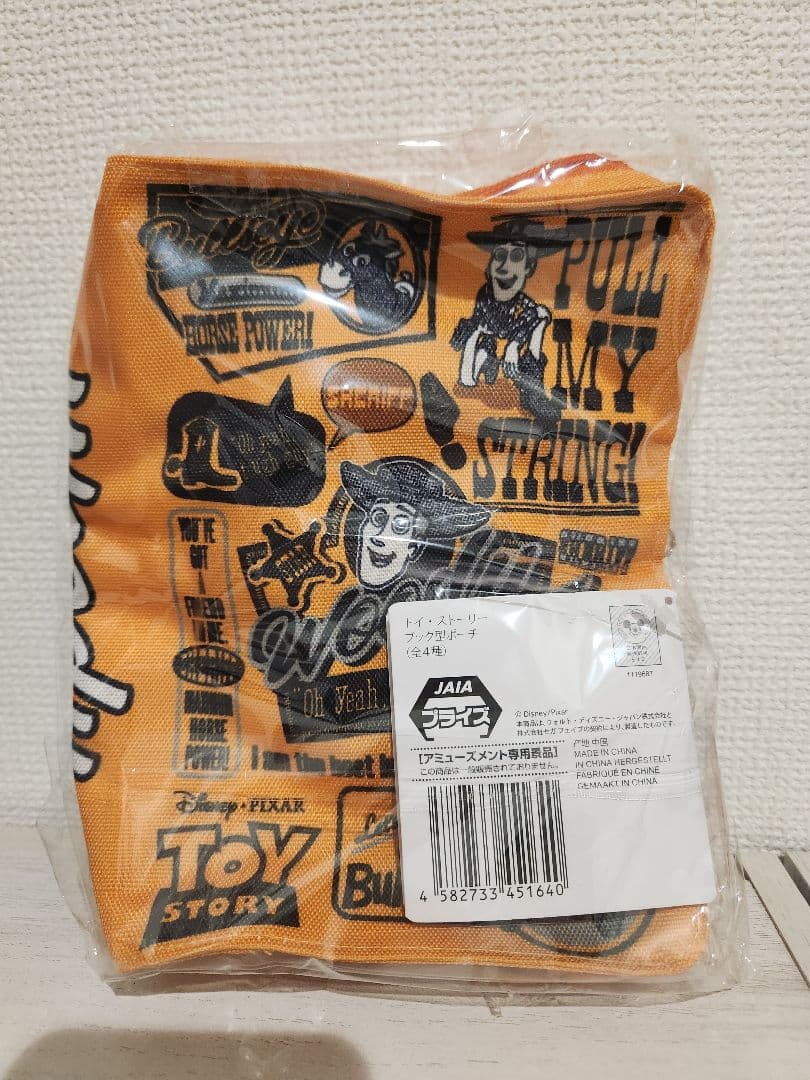 Bullseye
Maximum
HORSE POWER!
PULL
MY
STRING!
SHERIFF
YOU'VE
GOT
A
FRIEND
IN ME.
HORSE
POWER!
Woody
Woody
"Oh Yeah,
I am the
Disney・PIXAR
TOY
STORY
トイ・ストーリー
ブック型ポーチ
(全4種)
1119687
JAIA
プライズ
© Disney/Pixar
本商品は、ウォルト・ディズニー・ジャパン株式会社と
株式会社セガ フェイブの契約により、製造したものです。
[アミューズメント専用景品]
この商品は一般販売されておりません。
産地 中国
MADE IN CHINA
IN CHINA HERGESTELLT
FABRIQUÉ EN CHINE
GEMAAKT IN CHINA
4 582733 451640